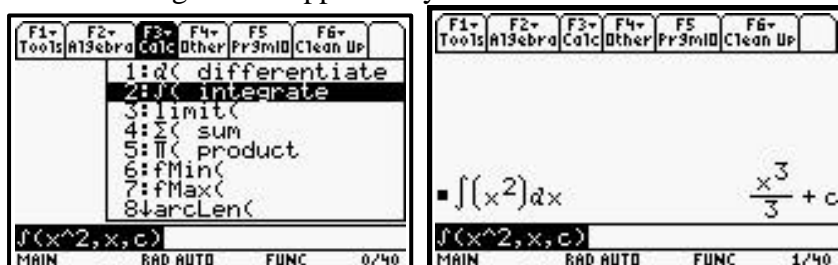 F1▾ F2▾ F3▾ F4▾ F5 F6▾
Tools Algebra Calc Other PrgmIO Clean Up
1:d( differentiate
2:∫( integrate
3:limit(
4:Σ( sum
5:Π( product
6:fMin(
7:fMax(
8↓arcLen(
∫(x^2,x,c)
MAIN RAD AUTO FUNC 0/40
F1▾ F2▾ F3▾ F4▾ F5 F6▾
Tools Algebra Calc Other PrgmIO Clean Up
▪∫(x²)dx x³/3 + c
∫(x^2,x,c)
MAIN RAD AUTO FUNC 1/40